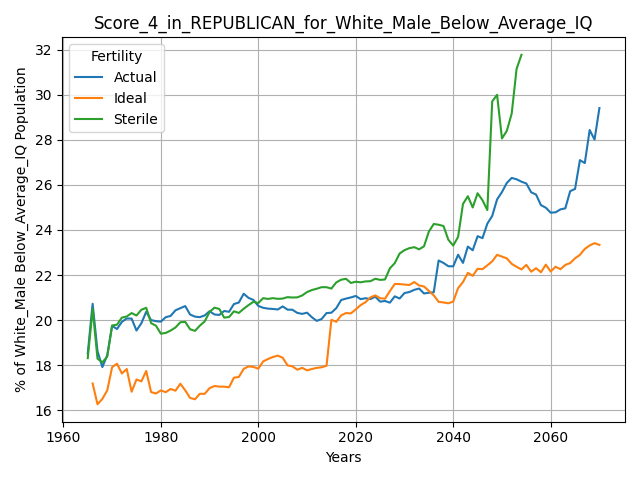 Score_4_in_REPUBLICAN_for_White_Male_Below_Average_IQ
% of White_Male Below_Average_IQ Population
32
30
28
26
24
22
20
18
16
Fertility
Actual
Ideal
Sterile
1960 1980 2000 2020 2040 2060
Years